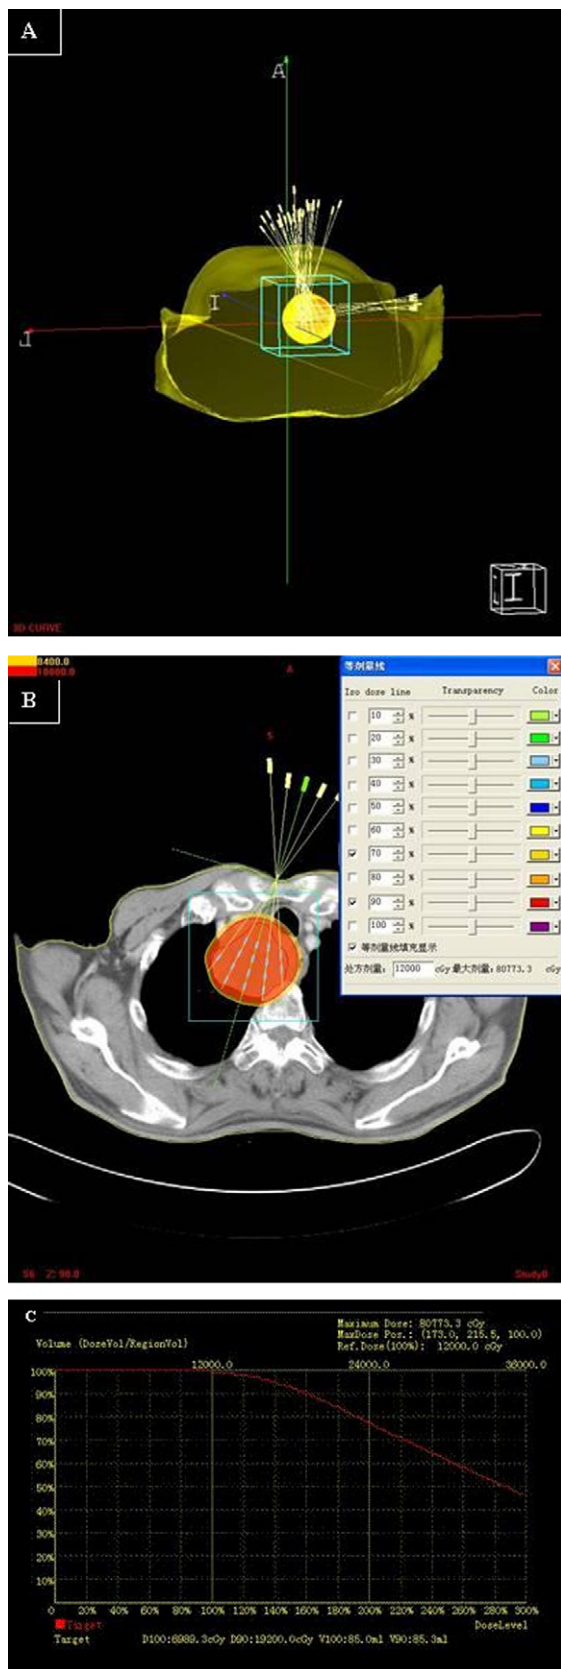 A
A
I
L
I
3D CURVE
8400.0
10800.0
B
A
S
等剂量线
Iso dose line Transparency Color
10 %
20 %
30 %
40 %
50 %
60 %
70 %
80 %
90 %
100 %
等剂量线填充显示
处方剂量: 12000 cGy 最大剂量:80773.3 cGy
S6 Z: 90.0
Study0
C
Maximum Dose: 80773.3 cGy
MaxDose Pos.: (173.0, 215.5, 100.0)
Ref.Dose(100%): 12000.0 cGy
Volume (DoseVol/RegionVol)
12000.0 24000.0 36000.0
100%
90%
80%
70%
60%
50%
40%
30%
20%
10%
0 20% 40% 60% 80% 100% 120% 140% 160% 180% 200% 220% 240% 260% 280% 300%
Target DoseLevel
Target D100:6989.3cGy D90:19200.0cGy V100:85.0ml V90:85.3ml